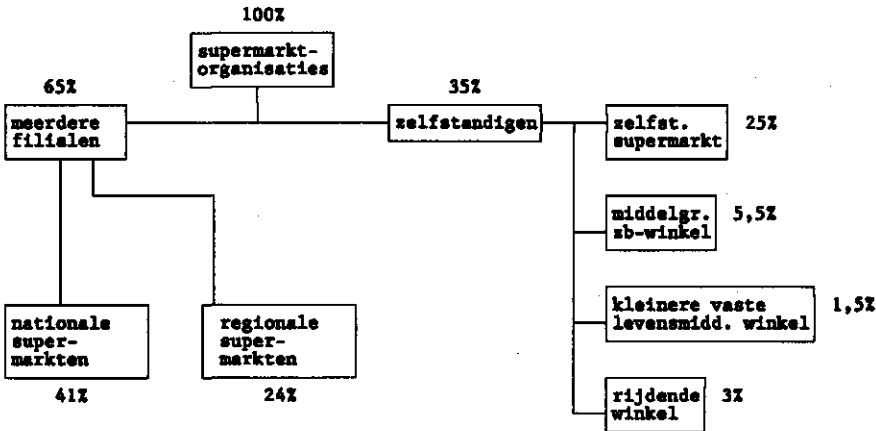 100%
supermarkt-
organisaties
65%
meerdere
filialen
35%
zelfstandigen
zelfst.
supermarkt
25%
middelgr.
zb-winkel
5,5%
kleinere vaste
levensmidd. winkel
1,5%
rijdende
winkel
3%
nationale
super-
markten
41%
regionale
super-
markten
24%